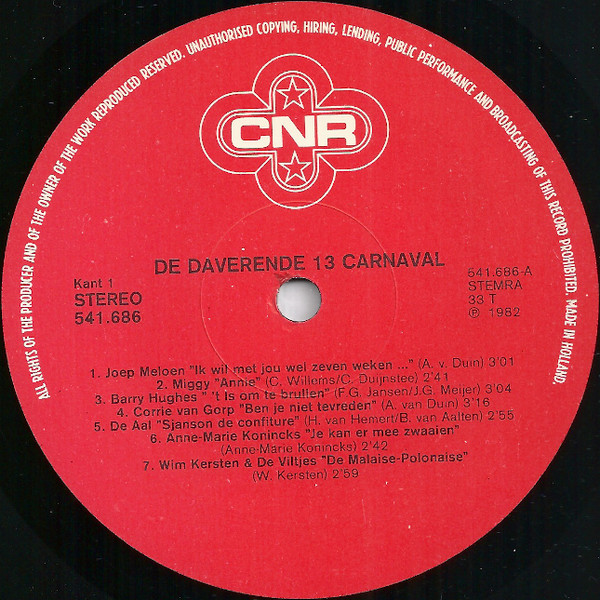 ALL RIGHTS OF THE PRODUCER AND OF THE OWNER OF THE WORK REPRODUCED RESERVED. UNAUTHORISED COPYING, HIRING, LENDING, PUBLIC PERFORMANCE AND BROADCASTING OF THIS RECORD PROHIBITED. MADE IN HOLLAND.
CNR
DE DAVERENDE 13 CARNAVAL
Kant 1
STEREO
541.686
541.686-A
STEMRA
33 T
℗ 1982
1. Joep Meloen "Ik wil met jou wel zeven weken ..." (A. v. Duin) 3'01
2. Miggy "Annie" (C. Willems/C. Duijnstee) 2'41
3. Barry Hughes " 't Is om te brullen" (F.G. Jansen/J.G. Meijer) 3'04
4. Corrie van Gorp "Ben je niet tevreden" (A. van Duin) 3'16
5. De Aal "Sjanson de confiture" (H. van Hemert/B. van Aalten) 2'55
6. Anne-Marie Konincks "Je kan er mee zwaaien"
(Anne-Marie Konincks) 2'42
7. Wim Kersten & De Viltjes "De Malaise-Polonaise"
(W. Kersten) 2'59